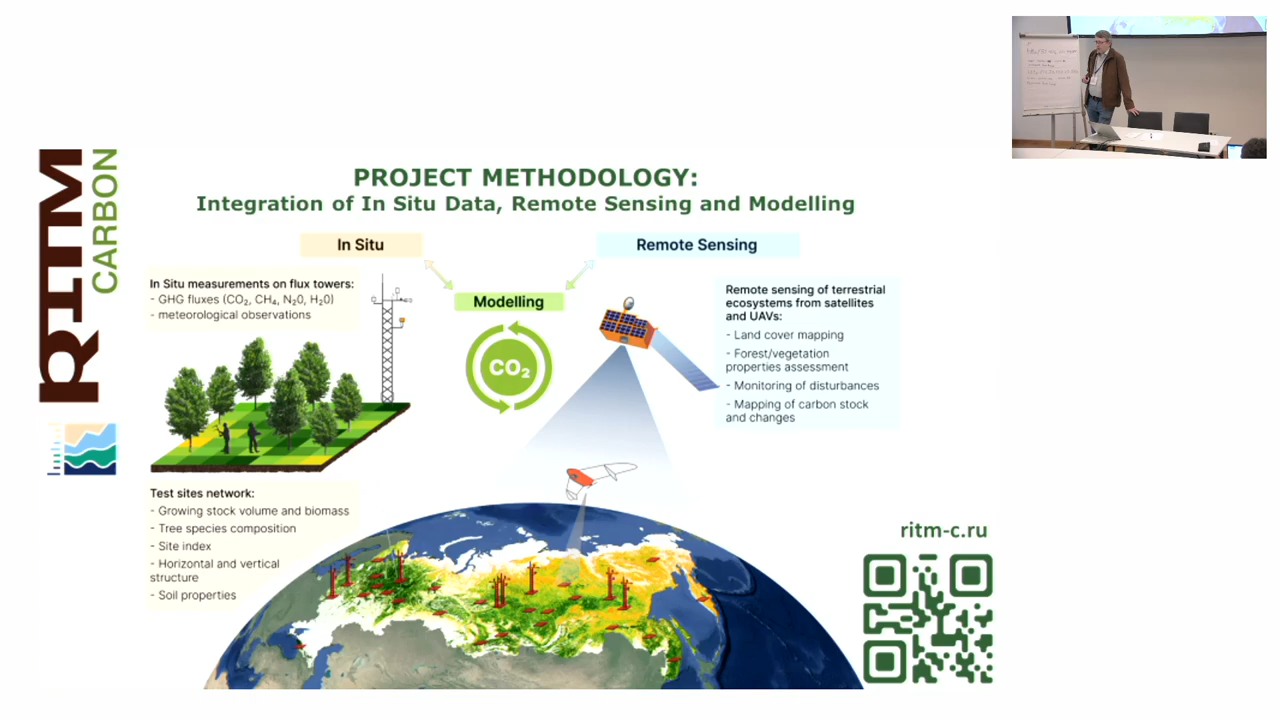 RITM
CARBON
PROJECT METHODOLOGY:
Integration of In Situ Data, Remote Sensing and Modelling
In Situ
Remote Sensing
Modelling
In Situ measurements on flux towers:
- GHG fluxes (CO₂, CH₄, N₂0, H₂0)
- meteorological observations
CO₂
Remote sensing of terrestrial
ecosystems from satellites
and UAVs:
- Land cover mapping
- Forest/vegetation
properties assessment
- Monitoring of disturbances
- Mapping of carbon stock
and changes
Test sites network:
- Growing stock volume and biomass
- Tree species composition
- Site index
- Horizontal and vertical
structure
- Soil properties
ritm-c.ru